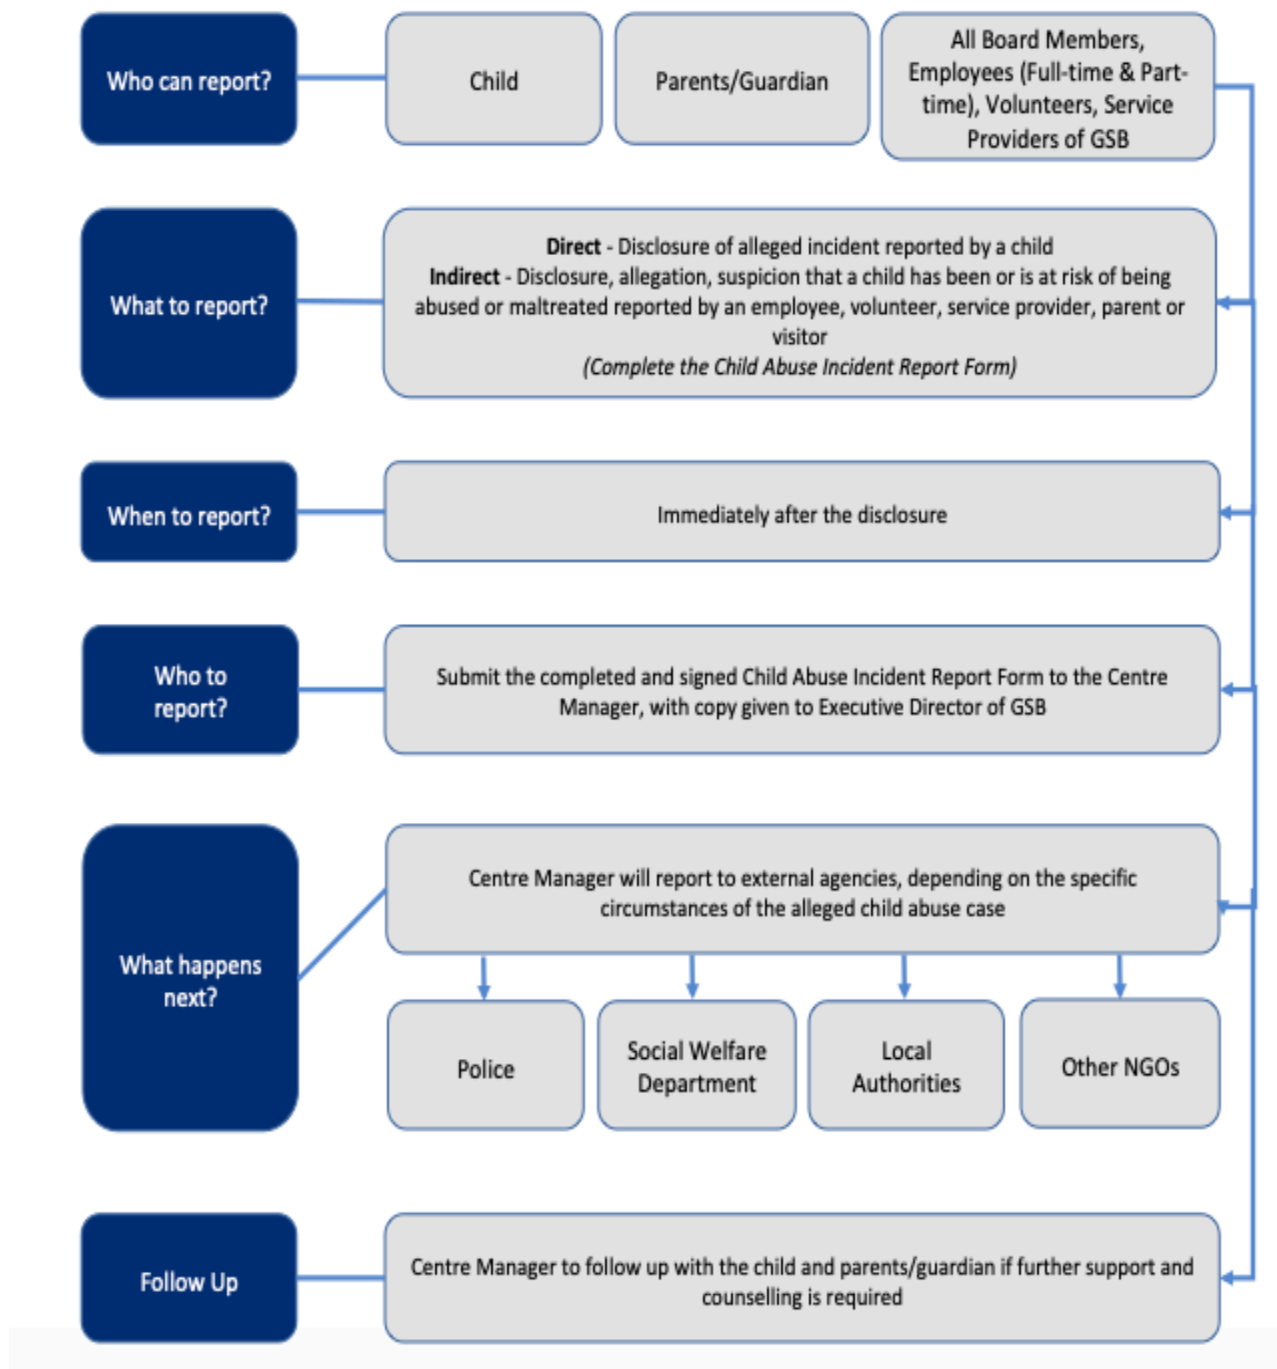 Who can report?
Child
Parents/Guardian
All Board Members,
Employees (Full-time & Part-
time), Volunteers, Service
Providers of GSB
What to report?
Direct - Disclosure of alleged incident reported by a child
Indirect - Disclosure, allegation, suspicion that a child has been or is at risk of being
abused or maltreated reported by an employee, volunteer, service provider, parent or
visitor
(Complete the Child Abuse Incident Report Form)
When to report?
Immediately after the disclosure
Who to
report?
Submit the completed and signed Child Abuse Incident Report Form to the Centre
Manager, with copy given to Executive Director of GSB
What happens
next?
Centre Manager will report to external agencies, depending on the specific
circumstances of the alleged child abuse case
Police
Social Welfare
Department
Local
Authorities
Other NGOs
Follow Up
Centre Manager to follow up with the child and parents/guardian if further support and
counselling is required